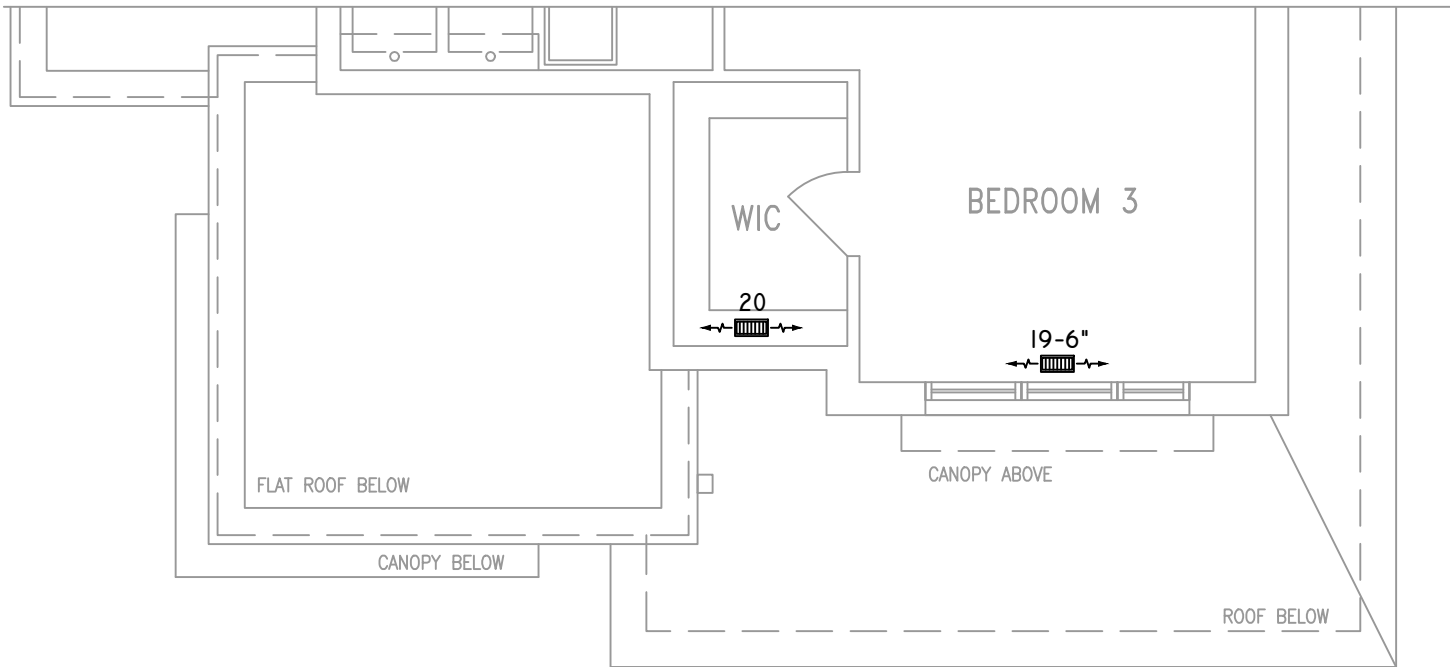 BEDROOM 3
WIC
20
19-6"
CANOPY ABOVE
FLAT ROOF BELOW
CANOPY BELOW
ROOF BELOW